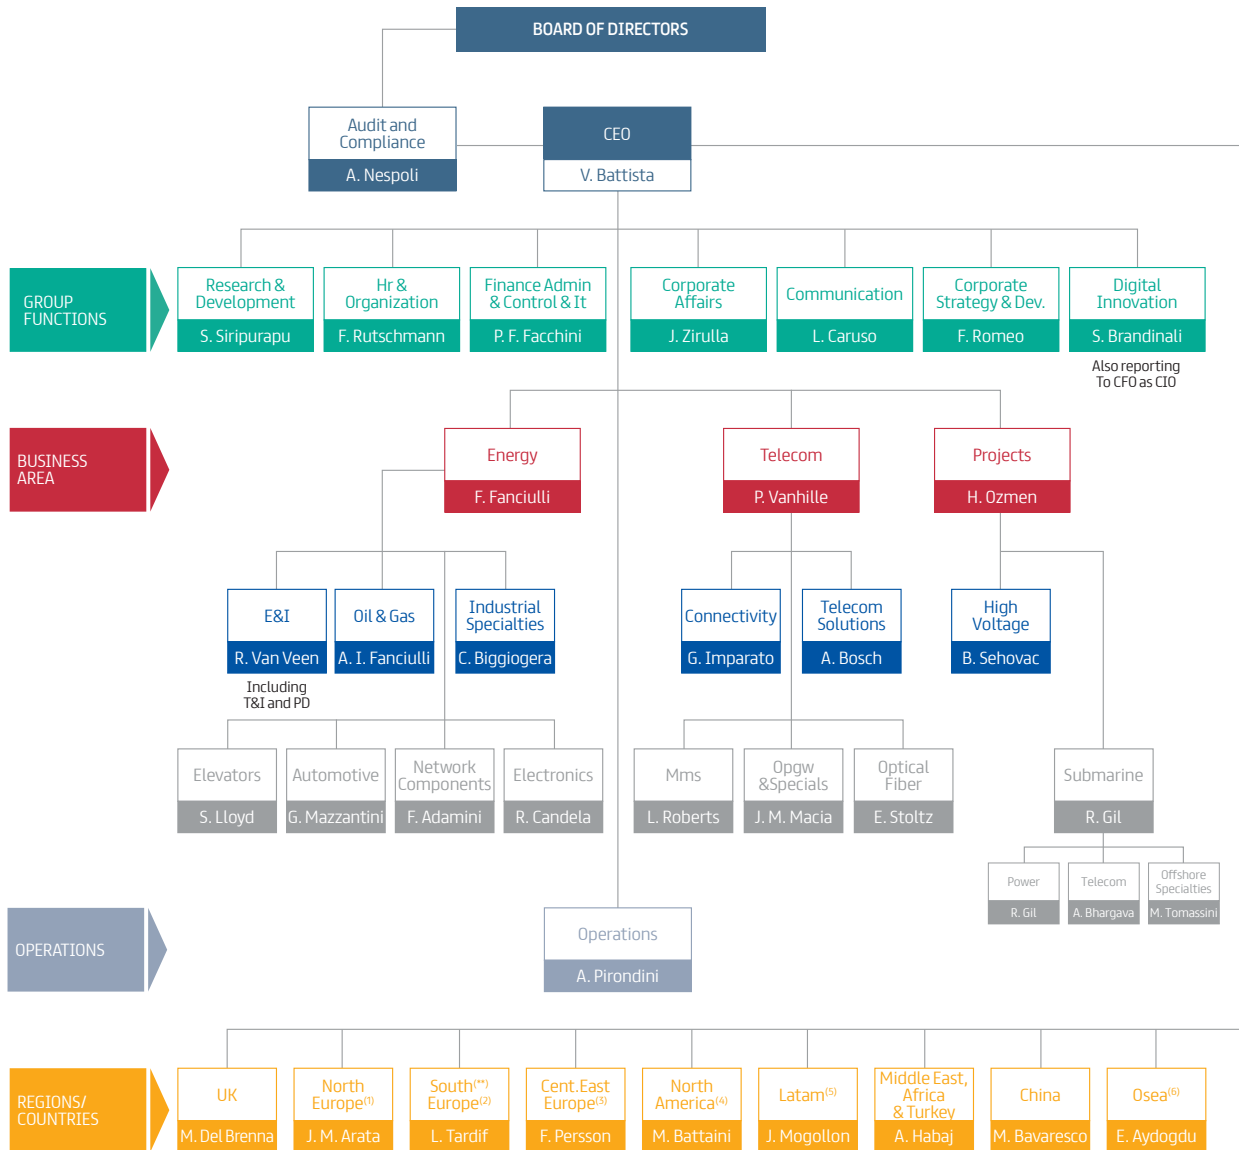 BOARD OF DIRECTORS
Audit and
Compliance
A. Nespoli
CEO
V. Battista
GROUP
FUNCTIONS
Research &
Development
S. Siripurapu
Hr &
Organization
F. Rutschmann
Finance Admin
& Control & It
P. F. Facchini
Corporate
Affairs
J. Zirulla
Communication
L. Caruso
Corporate
Strategy & Dev.
F. Romeo
Digital
Innovation
S. Brandinali
Also reporting
To CFO as CIO
BUSINESS
AREA
Energy
F. Fanciulli
Telecom
P. Vanhille
Projects
H. Ozmen
E&I
R. Van Veen
Including
T&I and PD
Oil & Gas
A. I. Fanciulli
Industrial
Specialties
C. Biggiogera
Connectivity
G. Imparato
Telecom
Solutions
A. Bosch
High
Voltage
B. Sehovac
Elevators
S. Lloyd
Automotive
G. Mazzantini
Network
Components
F. Adamini
Electronics
R. Candela
Mms
L. Roberts
Opgw
&Specials
J. M. Macia
Optical
Fiber
E. Stoltz
Submarine
R. Gil
Power
R. Gil
Telecom
A. Bhargava
Offshore
Specialties
M. Tomassini
OPERATIONS
Operations
A. Pirondini
REGIONS/
COUNTRIES
UK
M. Del Brenna
North
Europe(1)
J. M. Arata
South(**)
Europe(2)
L. Tardif
Cent.East
Europe(3)
F. Persson
North
America(4)
M. Battaini
Latam(5)
J. Mogollon
Middle East,
Africa
& Turkey
A. Habaj
China
M. Bavaresco
Osea(6)
E. Aydogdu